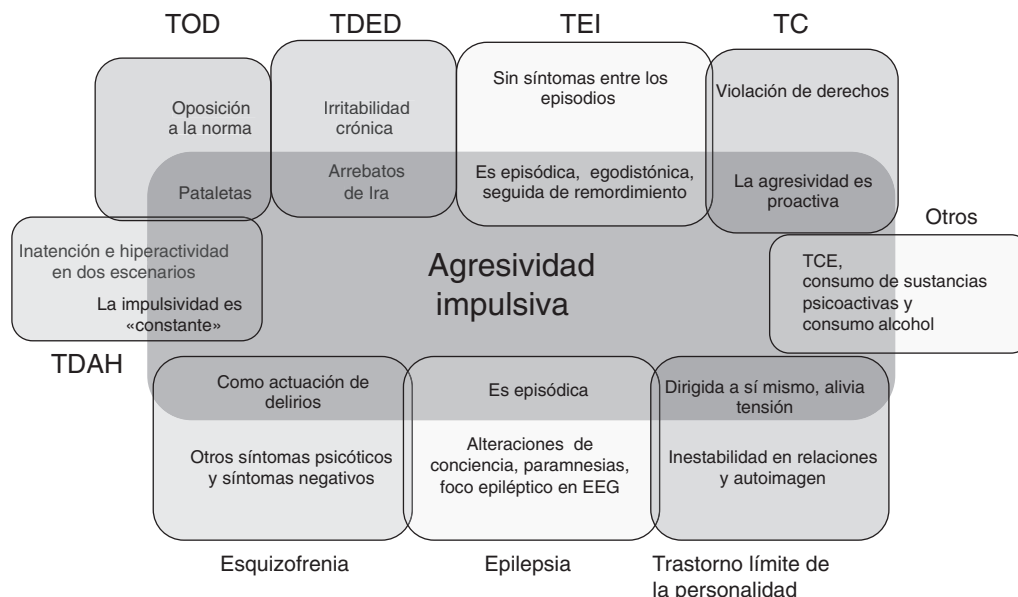 TOD
TDED
TEI
TC
Oposición
a la norma
Irritabilidad
crónica
Sin síntomas entre los
episodios
Violación de derechos
Pataletas
Arrebatos
de Ira
Es episódica, egodistónica,
seguida de remordimiento
La agresividad es
proactiva
Otros
Inatención e hiperactividad
en dos escenarios
La impulsividad es
«constante»
Agresividad
impulsiva
TCE,
consumo de sustancias
psicoactivas y
consumo alcohol
TDAH
Como actuación de
delirios
Es episódica
Dirigida a sí mismo, alivia
tensión
Otros síntomas psicóticos
y síntomas negativos
Alteraciones de
conciencia, paramnesias,
foco epiléptico en EEG
Inestabilidad en relaciones
y autoimagen
Esquizofrenia
Epilepsia
Trastorno límite de
la personalidad